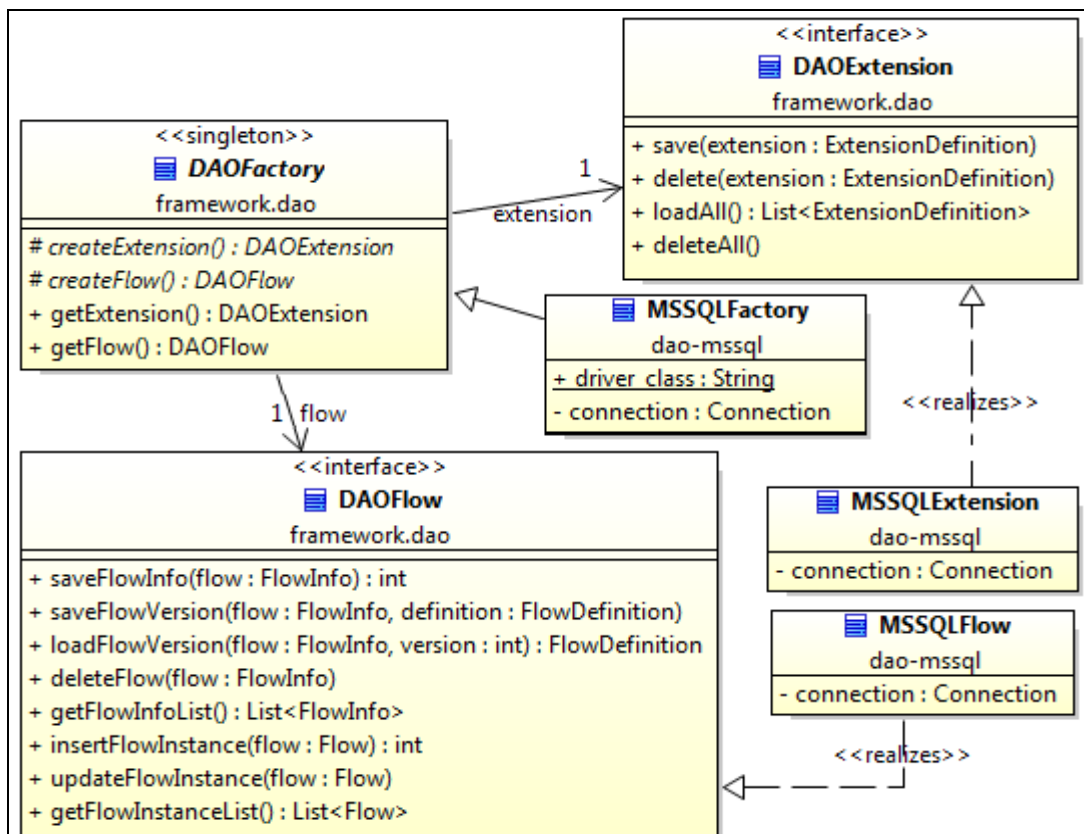 <<interface>>
DAOExtension
framework.dao
+ save(extension : ExtensionDefinition)
+ delete(extension : ExtensionDefinition)
+ loadAll() : List<ExtensionDefinition>
+ deleteAll()
<<singleton>>
DAOFactory
framework.dao
# createExtension() : DAOExtension
# createFlow() : DAOFlow
+ getExtension() : DAOExtension
+ getFlow() : DAOFlow
1
extension
MSSQLFactory
dao-mssql
+ driver_class : String
- connection : Connection
<<realizes>>
1 flow
<<interface>>
DAOFlow
framework.dao
+ saveFlowInfo(flow : FlowInfo) : int
+ saveFlowVersion(flow : FlowInfo, definition : FlowDefinition)
+ loadFlowVersion(flow : FlowInfo, version : int) : FlowDefinition
+ deleteFlow(flow : FlowInfo)
+ getFlowInfoList() : List<FlowInfo>
+ insertFlowInstance(flow : Flow) : int
+ updateFlowInstance(flow : Flow)
+ getFlowInstanceList() : List<Flow>
MSSQLExtension
dao-mssql
- connection : Connection
MSSQLFlow
dao-mssql
- connection : Connection
<<realizes>>